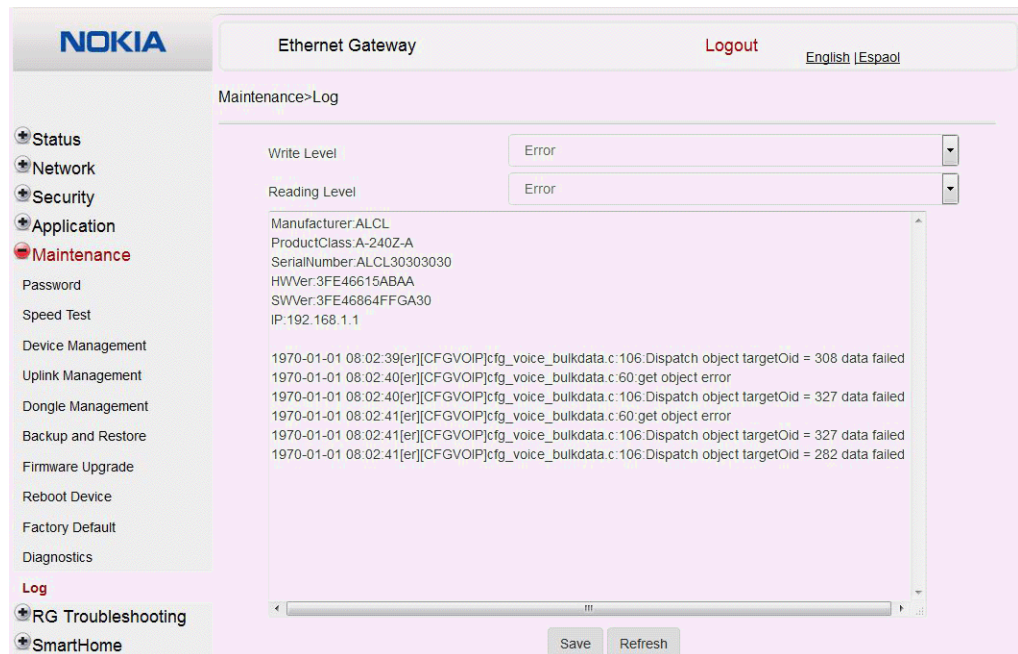 NOKIA
Ethernet Gateway
Logout
English |Espaol
Maintenance>Log
Status
Network
Security
Application
Maintenance
Password
Speed Test
Device Management
Uplink Management
Dongle Management
Backup and Restore
Firmware Upgrade
Reboot Device
Factory Default
Diagnostics
Log
RG Troubleshooting
SmartHome
Write Level Error
Reading Level Error
Manufacturer:ALCL
ProductClass:A-240Z-A
SerialNumber:ALCL30303030
HWVer:3FE46615ABAA
SWVer:3FE46864FFGA30
IP:192.168.1.1
1970-01-01 08:02:39[er][CFGVOIP]cfg_voice_bulkdata.c:106:Dispatch object targetOid = 308 data failed
1970-01-01 08:02:40[er][CFGVOIP]cfg_voice_bulkdata.c:60:get object error
1970-01-01 08:02:40[er][CFGVOIP]cfg_voice_bulkdata.c:106:Dispatch object targetOid = 327 data failed
1970-01-01 08:02:41[er][CFGVOIP]cfg_voice_bulkdata.c:60:get object error
1970-01-01 08:02:41[er][CFGVOIP]cfg_voice_bulkdata.c:106:Dispatch object targetOid = 327 data failed
1970-01-01 08:02:41[er][CFGVOIP]cfg_voice_bulkdata.c:106:Dispatch object targetOid = 282 data failed
Save Refresh